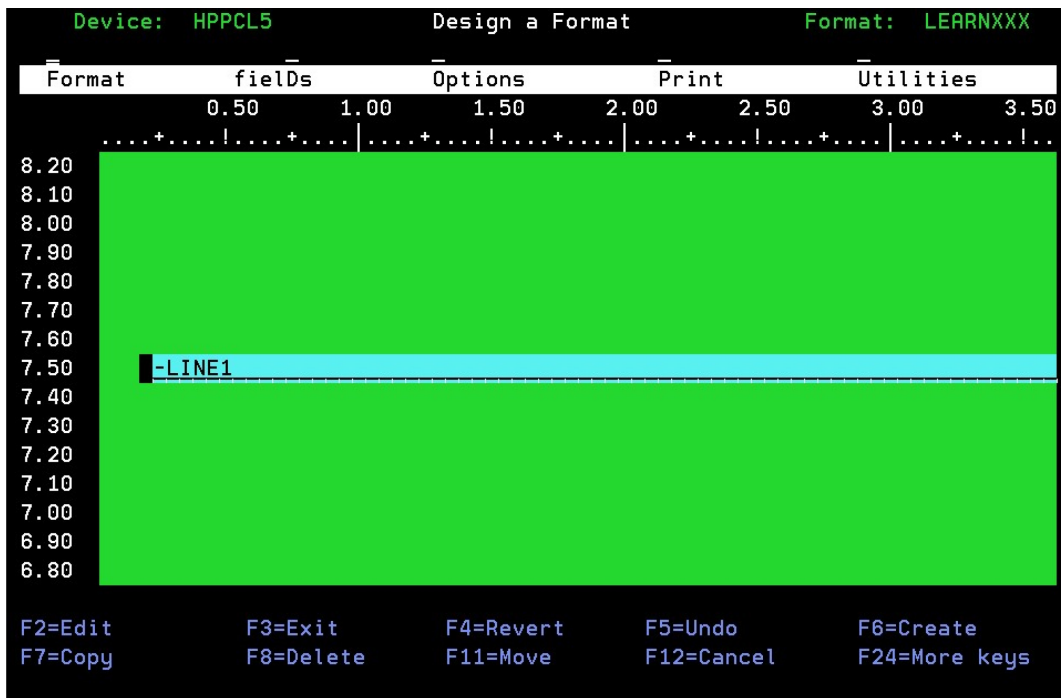 Device: HPPCL5 Design a Format Format: LEARNXXX
Format fielDs Options Print Utilities
0.50 1.00 1.50 2.00 2.50 3.00 3.50
....+....!....+....|....+....!....+....|....+....!....+....|....+....!..
8.20
8.10
8.00
7.90
7.80
7.70
7.60
7.50 -LINE1
7.40
7.30
7.20
7.10
7.00
6.90
6.80
F2=Edit F3=Exit F4=Revert F5=Undo F6=Create
F7=Copy F8=Delete F11=Move F12=Cancel F24=More keys